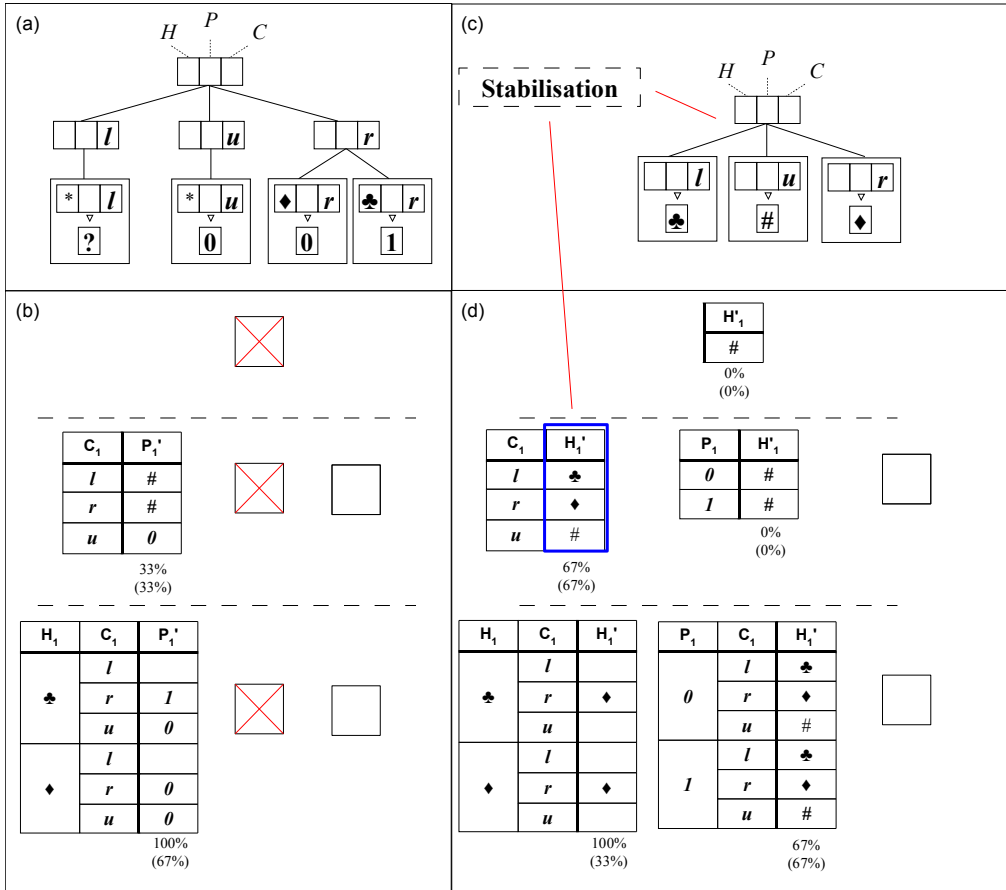 (a)
H P C
l u r
* l * u ♦ r ♣ r
? 0 0 1
(c)
Stabilisation
H P C
l u r
♣ # ♦
(b)
C₁ P₁'
l #
r #
u 0
33%
(33%)
H₁ C₁ P₁'
♣
l
r 1
u 0
♦
l
r 0
u 0
100%
(67%)
(d)
H'₁
#
0%
(0%)
C₁ H₁'
l ♣
r ♦
u #
67%
(67%)
P₁ H'₁
0 #
1 #
0%
(0%)
H₁ C₁ H₁'
♣
l
r ♦
u
♦
l
r ♦
u
100%
(33%)
P₁ C₁ H₁'
0
l ♣
r ♦
u #
1
l ♣
r ♦
u #
67%
(67%)